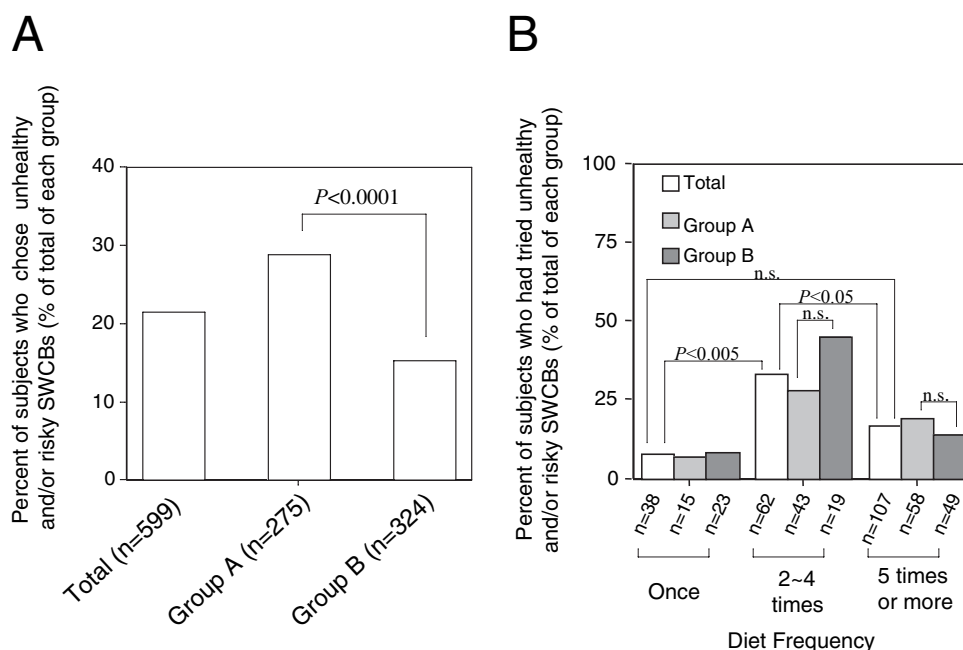 A
Percent of subjects who chose unhealthy
and/or risky SWCBs (% of total of each group)
40
30
20
10
0
P<0.0001
Total (n=599)
Group A (n=275)
Group B (n=324)
B
Percent of subjects who had tried unhealthy
and/or risky SWCBs (% of total of each group)
100
75
50
25
0
Total
Group A
Group B
n.s.
P<0.05
n.s.
P<0.005
n.s.
n=38
n=15
n=23
n=62
n=43
n=19
n=107
n=58
n=49
Once
2~4
times
5 times
or more
Diet Frequency